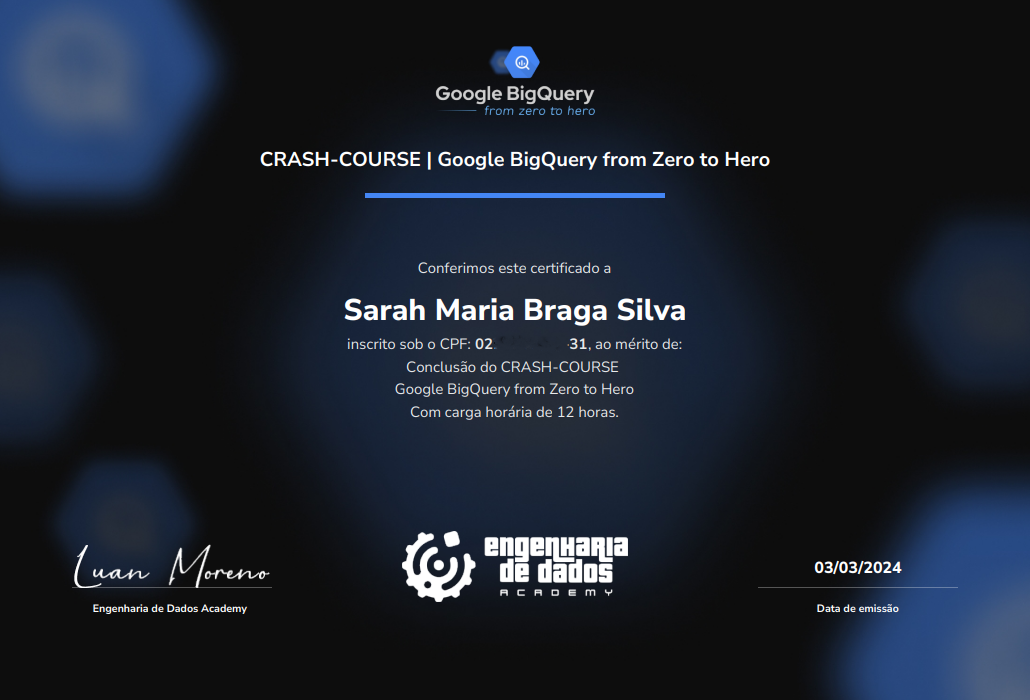 Google BigQuery
from zero to hero
CRASH-COURSE | Google BigQuery from Zero to Hero
Conferimos este certificado a
Sarah Maria Braga Silva
inscrito sob o CPF: 02. 31, ao mérito de:
Conclusão do CRASH-COURSE
Google BigQuery from Zero to Hero
Com carga horária de 12 horas.
Luan Moreno
Engenharia de Dados Academy
engenharia
de dados
ACADEMY
03/03/2024
Data de emissão